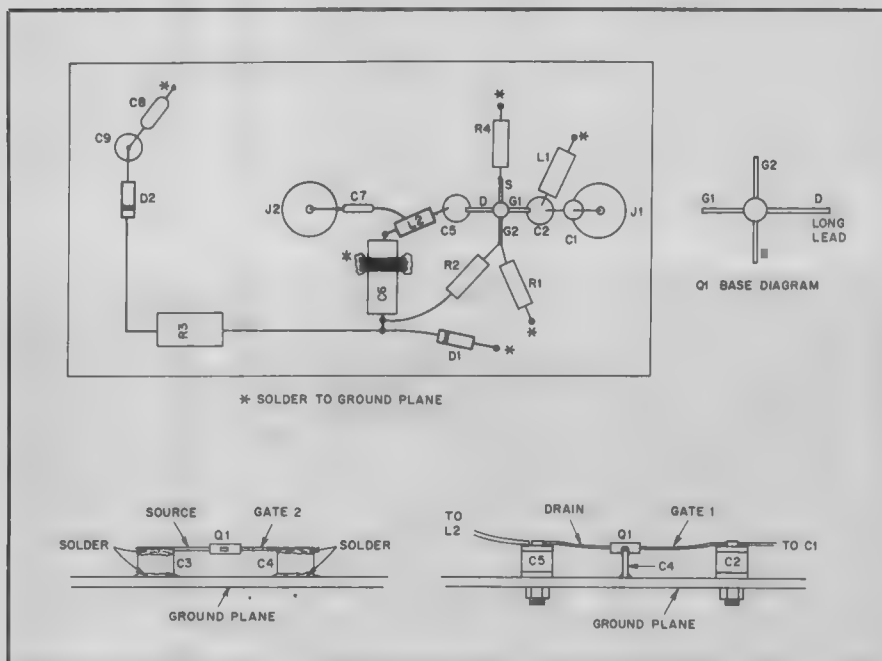 C8
*
C9
D2
J2
C7
L2
C5
D
S
G1
G2
R4
*
L1
*
C2
C1
J1
*
C6
R2
R1
*
R3
D1
*
G2
G1
D
LONG
LEAD
Q1 BASE DIAGRAM
* SOLDER TO GROUND PLANE
SOURCE
Q1
GATE 2
SOLDER
C3
C4
SOLDER
GROUND PLANE
TO
L2
DRAIN
Q1
GATE 1
TO C1
C5
C4
C2
GROUND PLANE